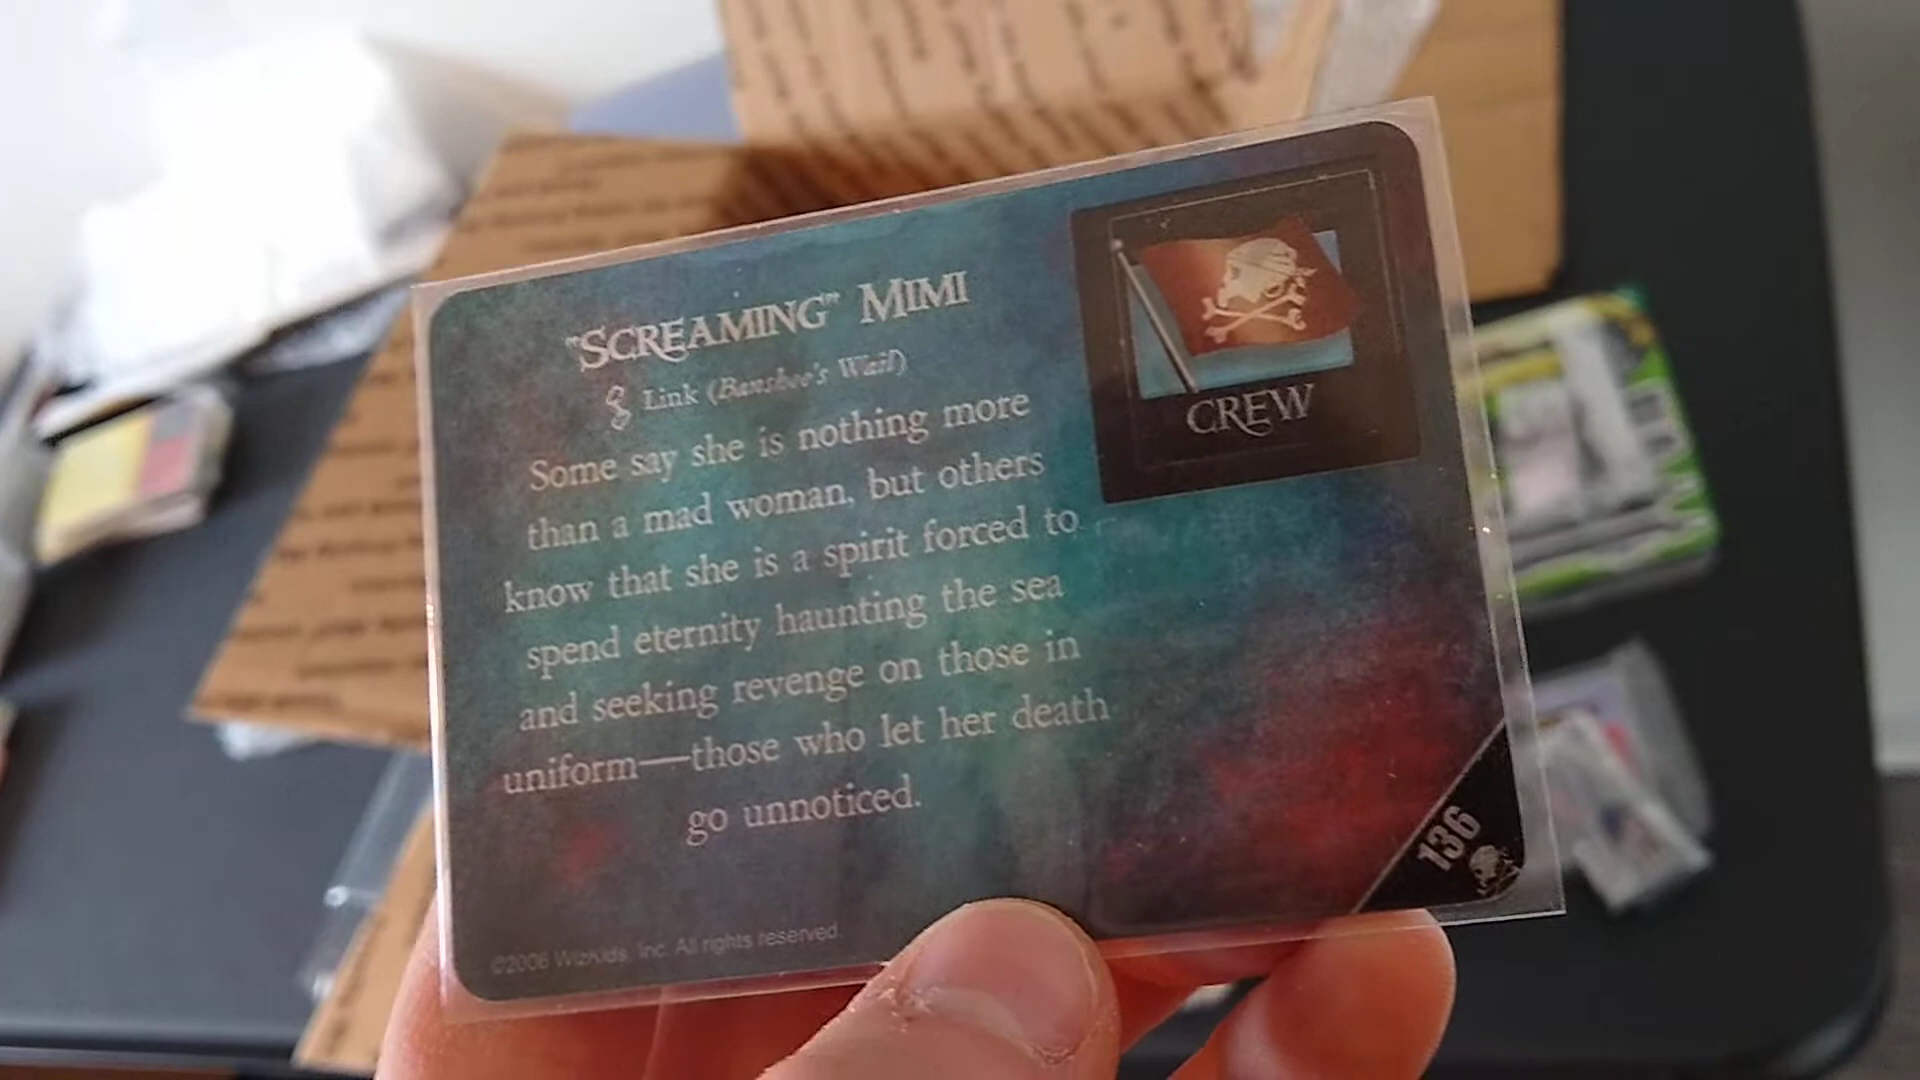 "SCREAMING" MIMI
Link (Banshee's Wail)
Some say she is nothing more
than a mad woman, but others
know that she is a spirit forced to
spend eternity haunting the sea
and seeking revenge on those in
uniform—those who let her death
go unnoticed.
CREW
136
©2006 WizKids, Inc. All rights reserved.